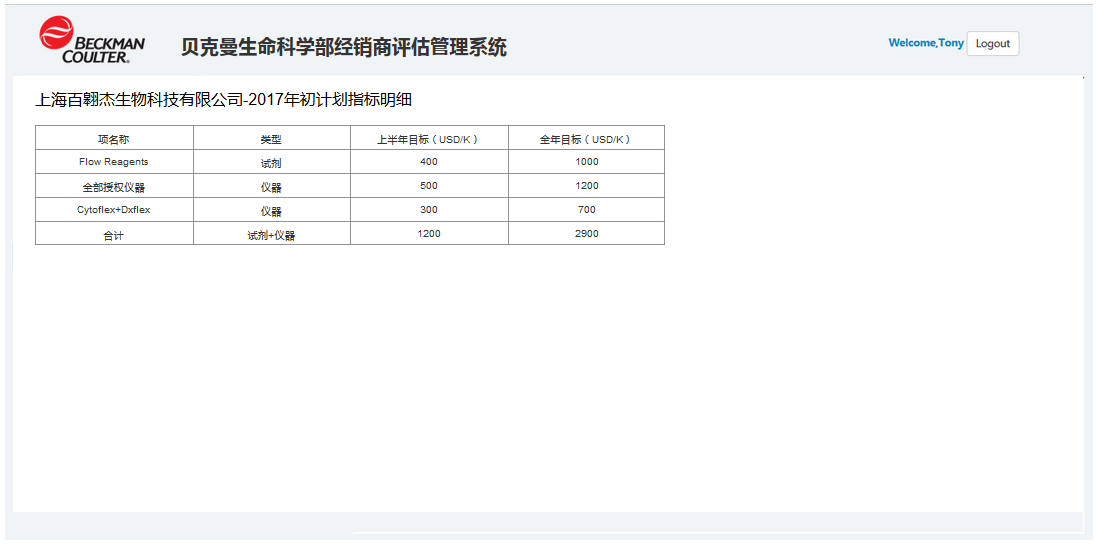 BECKMAN
COULTER®
贝克曼生命科学部经销商评估管理系统
Welcome,Tony Logout
上海百翱杰生物科技有限公司-2017年初计划指标明细
项名称 类型 上半年目标（USD/K） 全年目标（USD/K）
Flow Reagents 试剂 400 1000
全部授权仪器 仪器 500 1200
Cytoflex+Dxflex 仪器 300 700
合计 试剂+仪器 1200 2900